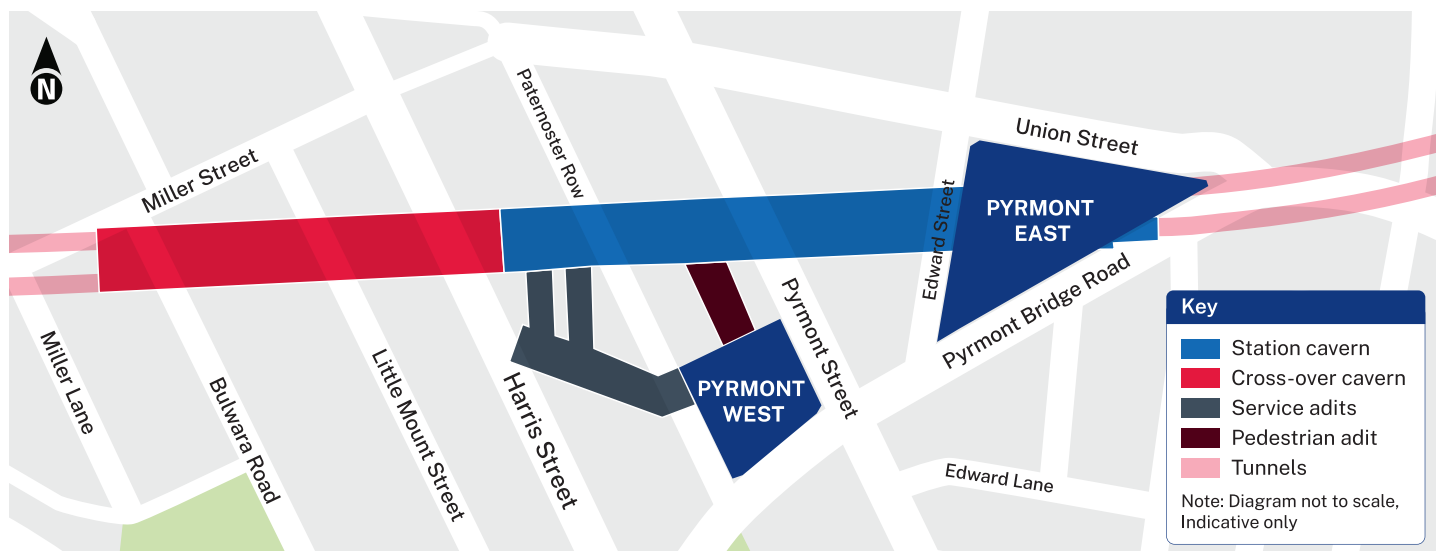 N
Miller Street
Paternoster Row
Union Street
Edward Street
PYRMONT
EAST
Pyrmont Bridge Road
Miller Lane
Bulwara Road
Little Mount Street
Harris Street
PYRMONT
WEST
Pyrmont Street
Edward Lane
Key
Station cavern
Cross-over cavern
Service adits
Pedestrian adit
Tunnels
Note: Diagram not to scale,
Indicative only